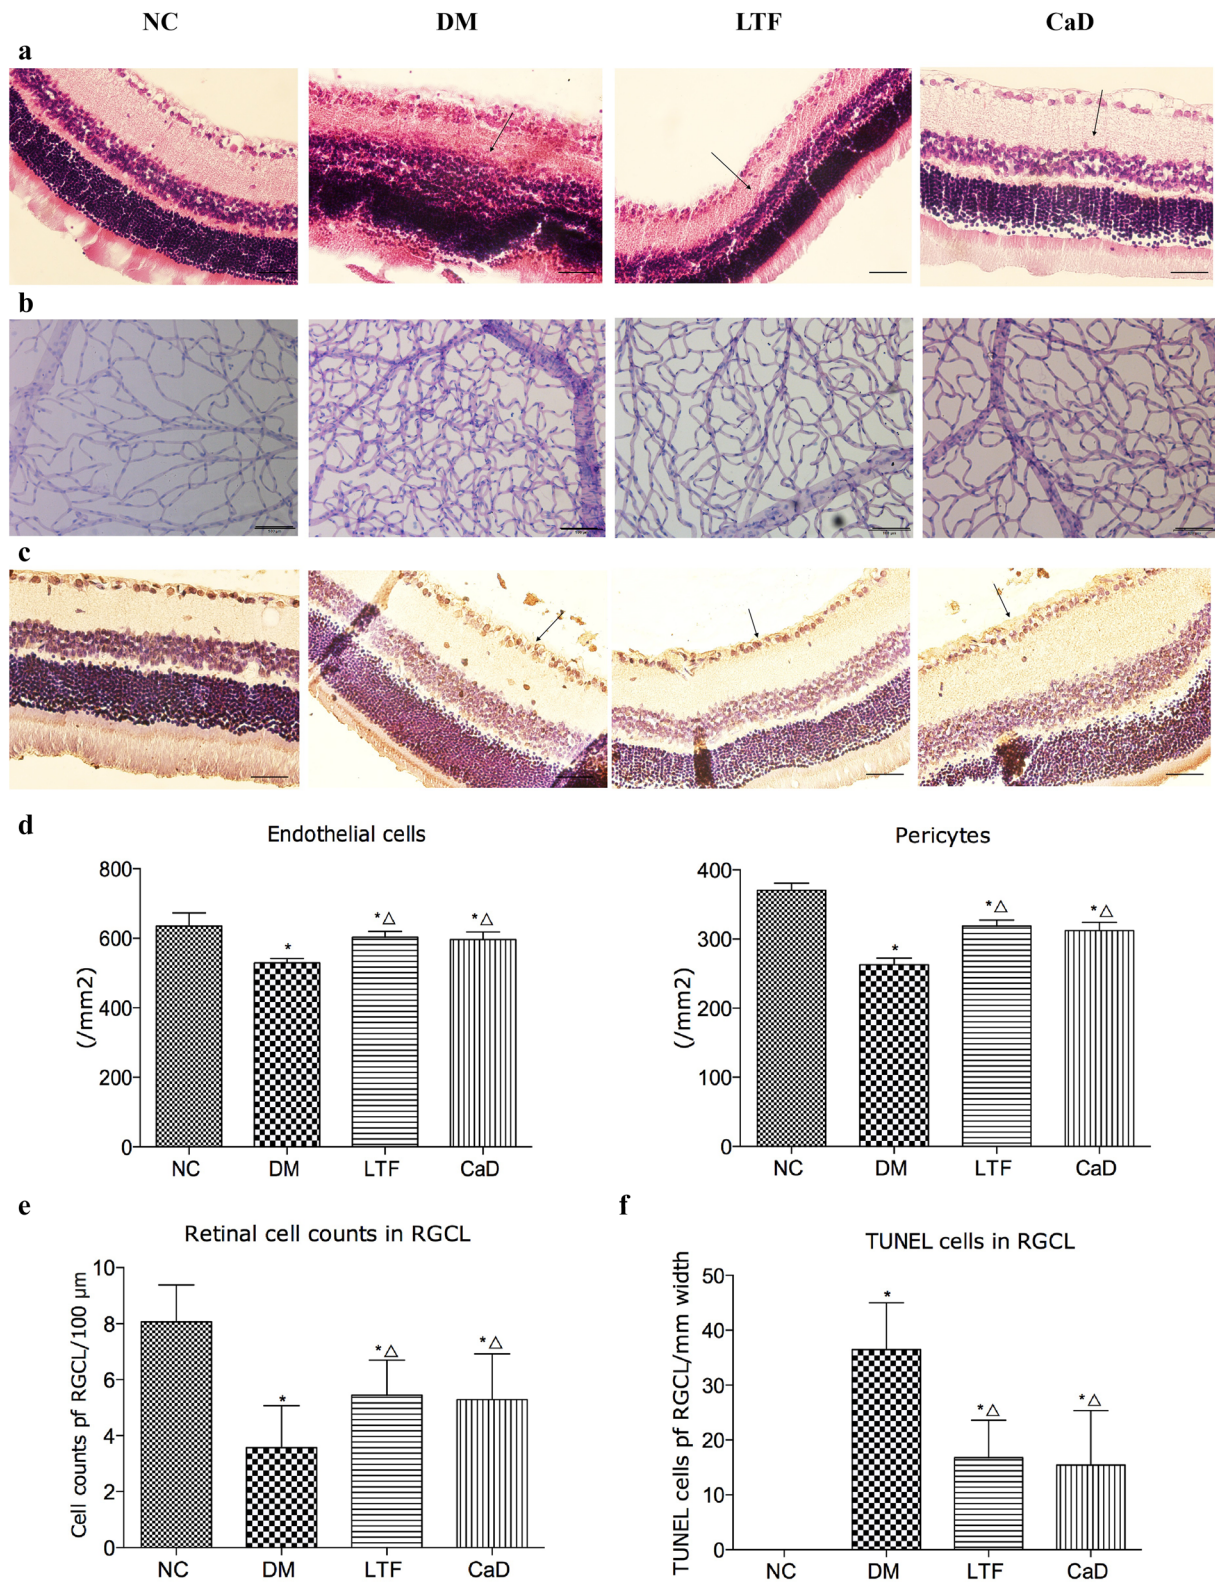 NC DM LTF CaD
a
b
100 μm
c
d
Endothelial cells
Pericytes
800
600
400
200
0
(/mm2)
* *△ *△
NC DM LTF CaD
400
300
200
100
0
(/mm2)
* *△ *△
NC DM LTF CaD
e
Retinal cell counts in RGCL
10
8
6
4
2
0
Cell counts pf RGCL/100 μm
* *△ *△
NC DM LTF CaD
f
TUNEL cells in RGCL
50
40
30
20
10
0
TUNEL cells pf RGCL/mm width
* *△ *△
NC DM LTF CaD